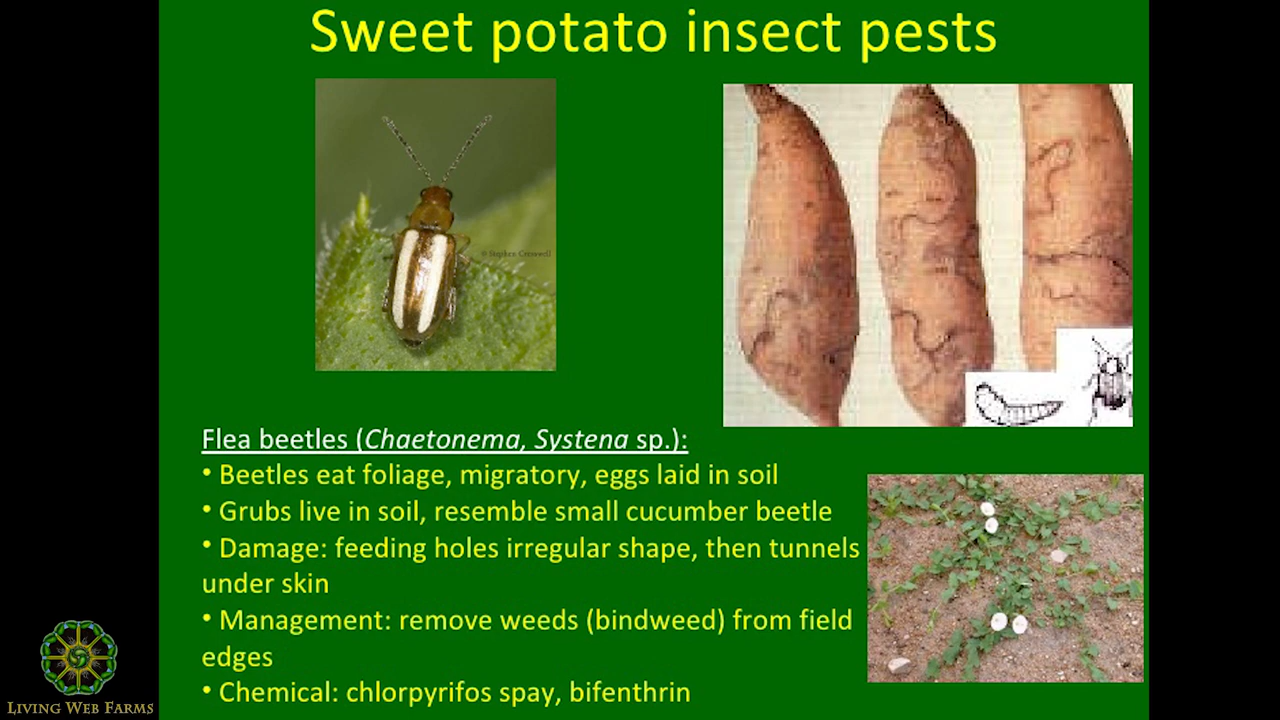 Sweet potato insect pests
© Stephen Cresswell
Flea beetles (Chaetonema, Systena sp.):
• Beetles eat foliage, migratory, eggs laid in soil
• Grubs live in soil, resemble small cucumber beetle
• Damage: feeding holes irregular shape, then tunnels
under skin
• Management: remove weeds (bindweed) from field
edges
• Chemical: chlorpyrifos spay, bifenthrin
LIVING WEB FARMS